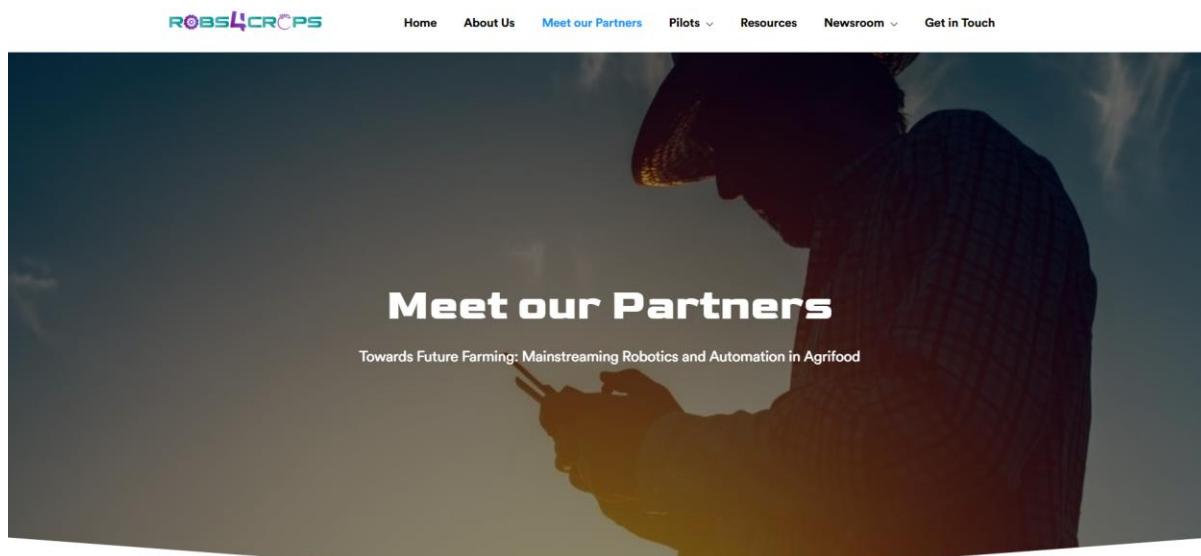 ROBS4CROPS
Home About Us Meet our Partners Pilots Resources Newsroom Get in Touch
Meet our Partners
Towards Future Farming: Mainstreaming Robotics and Automation in Agrifood